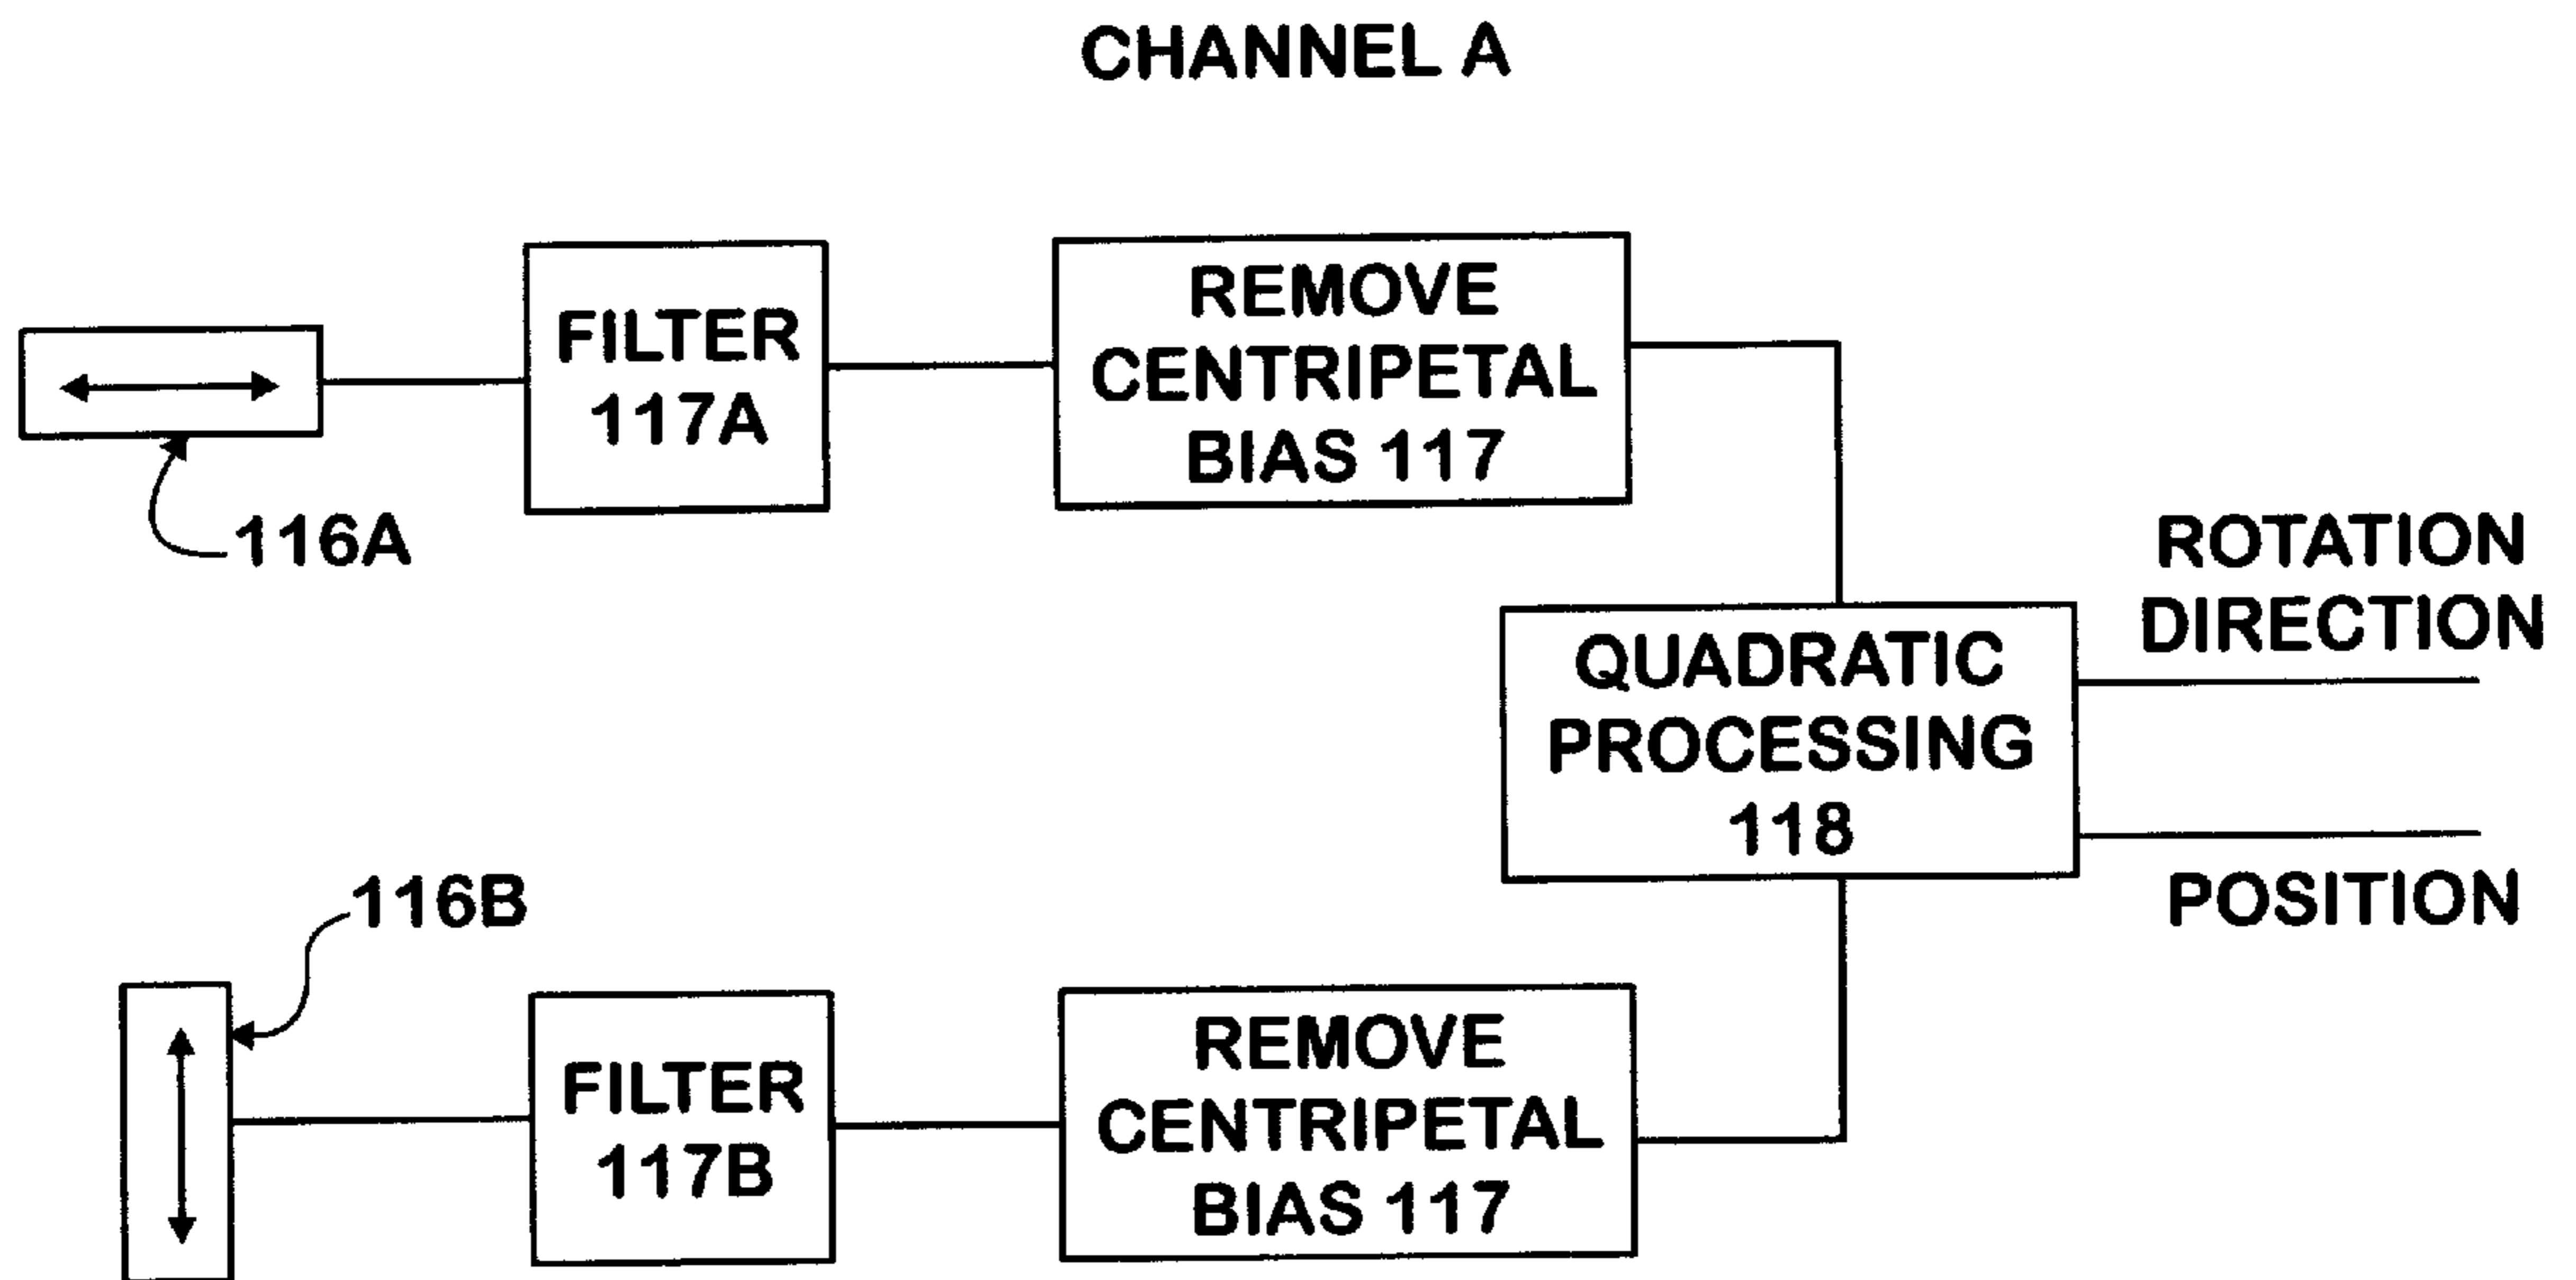 CHANNEL A
FILTER
117A
REMOVE
CENTRIPETAL
BIAS 117
116A
ROTATION
DIRECTION
QUADRATIC
PROCESSING
118
POSITION
116B
FILTER
117B
REMOVE
CENTRIPETAL
BIAS 117